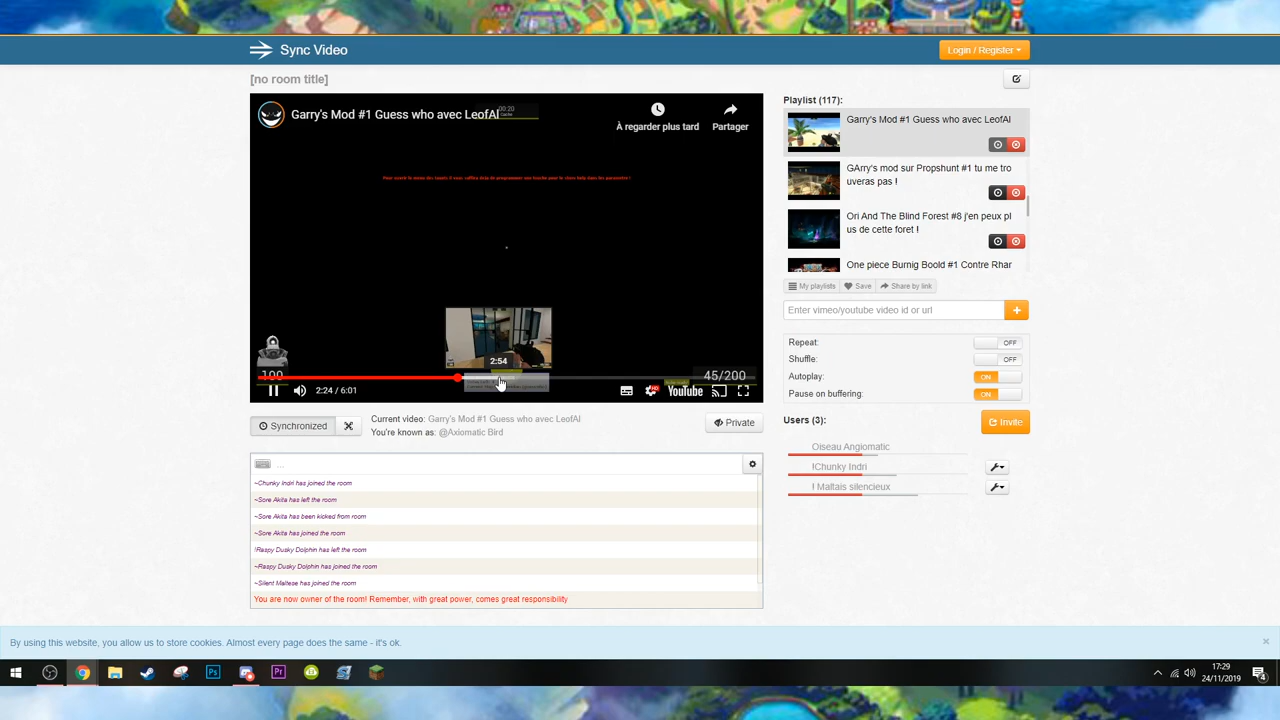 Sync Video
Login / Register
[no room title]
Garry's Mod #1 Guess who avec LeofAl
00:20
À regarder plus tard
Partager
2:54
100
45/200
2:24 / 6:01
HD
YouTube
Playlist (117):
Garry's Mod #1 Guess who avec LeofAl
GArry's mod sur Propshunt #1 tu me tro
uveras pas !
Ori And The Blind Forest #8 j'en peux pl
us de cette foret !
One piece Burnig Boold #1 Contre Rhar
My playlists
Save
Share by link
Enter vimeo/youtube video id or url
+
Repeat:
OFF
Shuffle:
OFF
Autoplay:
ON
Pause on buffering:
ON
Users (3):
Invite
Oiseau Angiomatic
!Chunky Indri
! Maltais silencieux
Synchronized
Current video: Garry's Mod #1 Guess who avec LeofAl
You're known as: @Axiomatic Bird
Private
...
~Chunky Indri has joined the room
~Sore Akita has left the room
~Sore Akita has been kicked from room
~Sore Akita has joined the room
!Raspy Dusky Dolphin has left the room
~Raspy Dusky Dolphin has joined the room
~Silent Maltese has joined the room
You are now owner of the room! Remember, with great power, comes great responsibility
By using this website, you allow us to store cookies. Almost every page does the same - it's ok.
×
Ps
Pr
17:29
24/11/2019
4